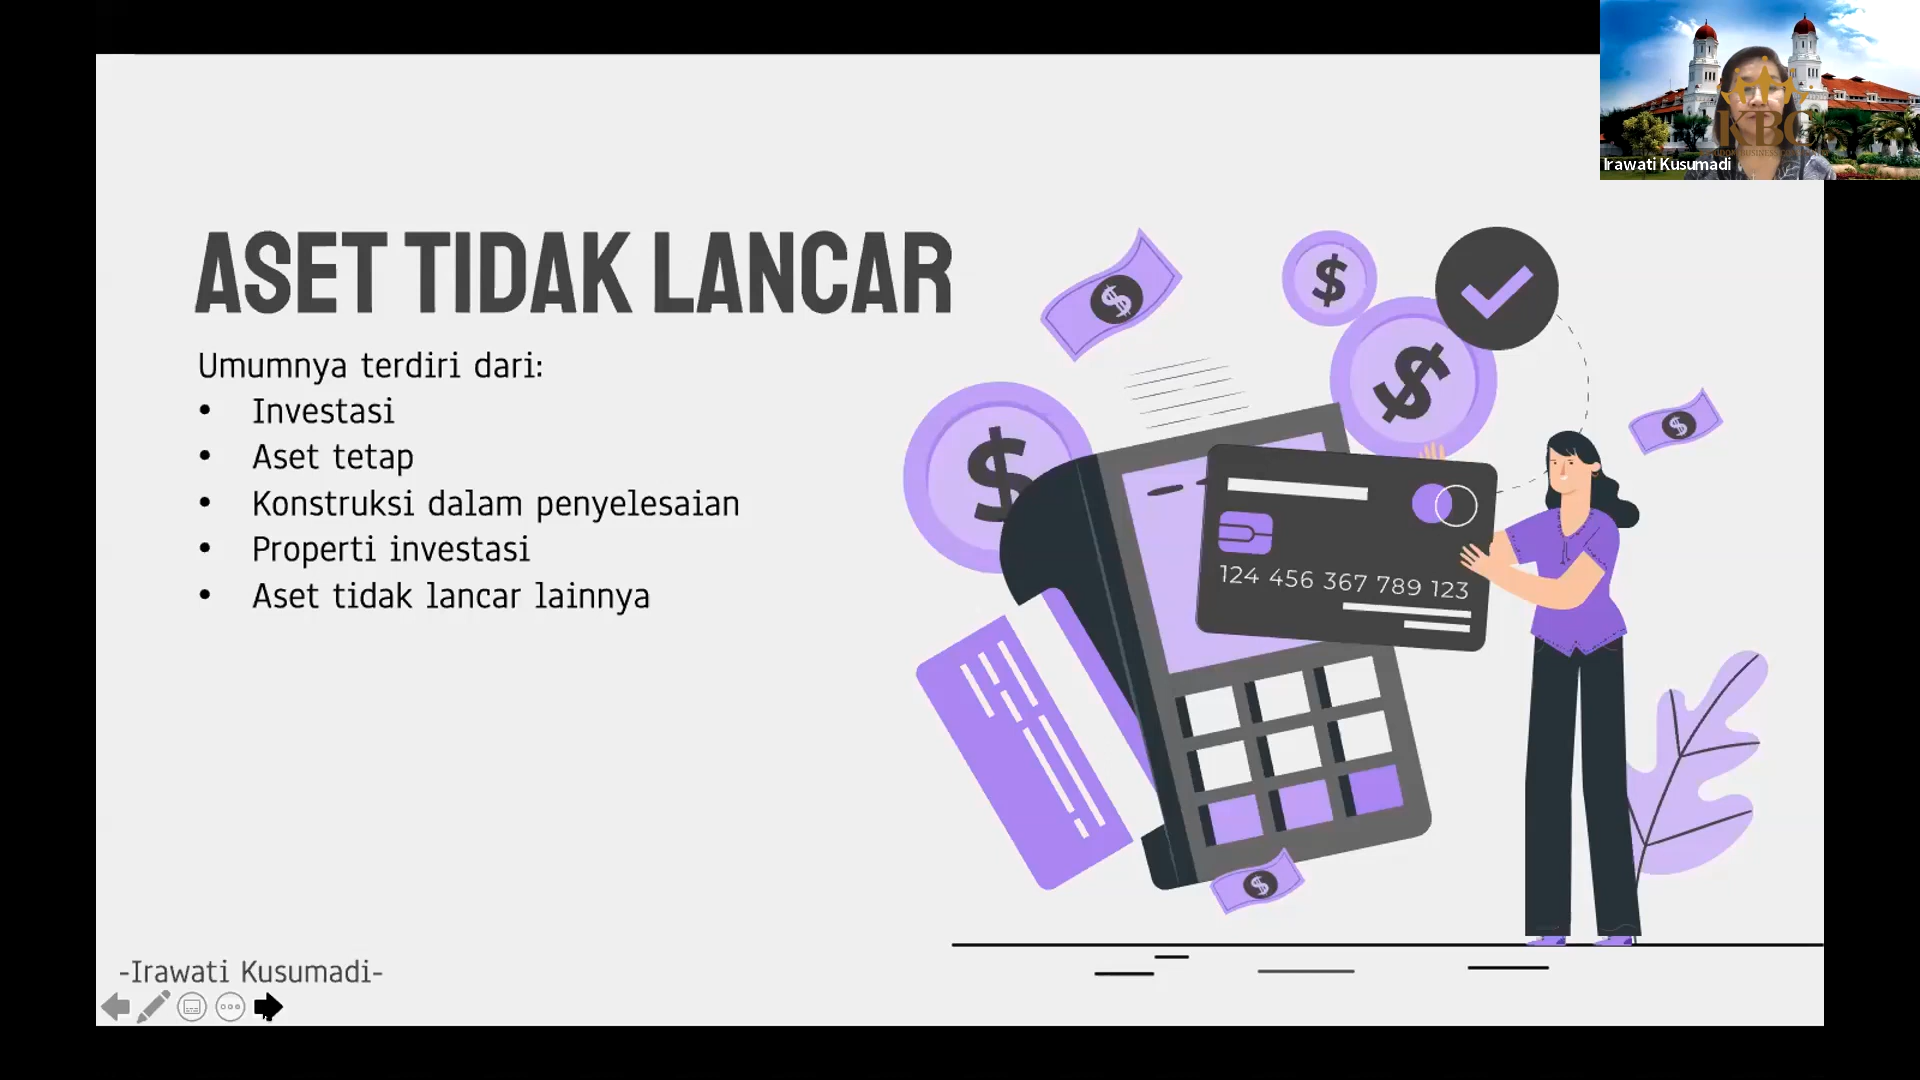 KBC
Irawati Kusumadi
ASET TIDAK LANCAR
Umumnya terdiri dari:
• Investasi
• Aset tetap
• Konstruksi dalam penyelesaian
• Properti investasi
• Aset tidak lancar lainnya
$
$
$
$
$
$
124 456 367 789 123
-Irawati Kusumadi-